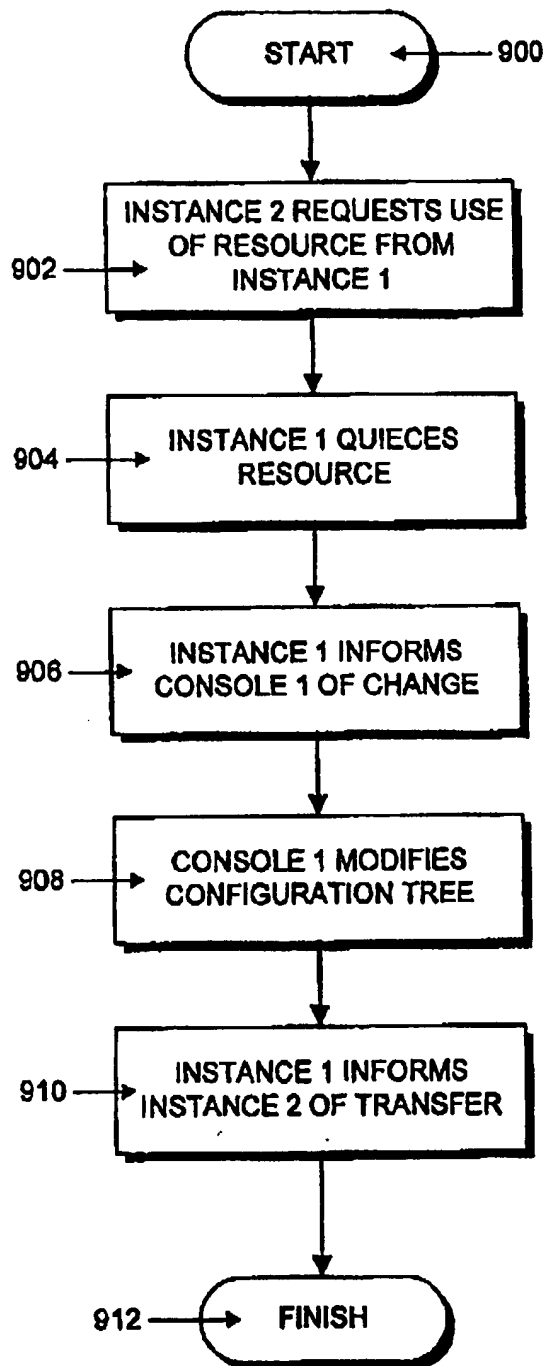 START
900
INSTANCE 2 REQUESTS USE
OF RESOURCE FROM
INSTANCE 1
902
INSTANCE 1 QUIECES
RESOURCE
904
INSTANCE 1 INFORMS
CONSOLE 1 OF CHANGE
906
CONSOLE 1 MODIFIES
CONFIGURATION TREE
908
INSTANCE 1 INFORMS
INSTANCE 2 OF TRANSFER
910
FINISH
912